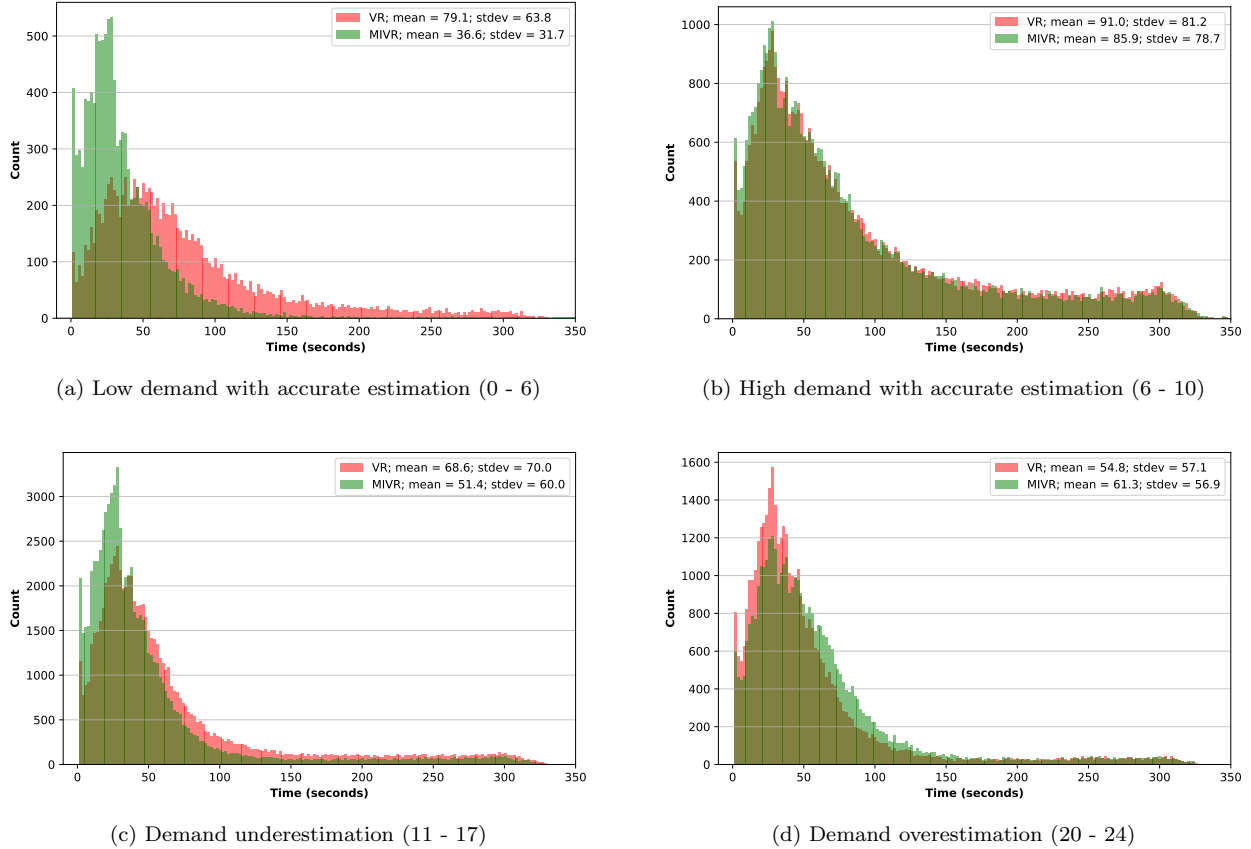 VR; mean = 79.1; stdev = 63.8
MIVR; mean = 36.6; stdev = 31.7
500
400
300
200
100
0
Count
0 50 100 150 200 250 300 350
Time (seconds)
(a) Low demand with accurate estimation (0 - 6)
VR; mean = 91.0; stdev = 81.2
MIVR; mean = 85.9; stdev = 78.7
1000
800
600
400
200
0
Count
0 50 100 150 200 250 300 350
Time (seconds)
(b) High demand with accurate estimation (6 - 10)
VR; mean = 68.6; stdev = 70.0
MIVR; mean = 51.4; stdev = 60.0
3000
2500
2000
1500
1000
500
0
Count
0 50 100 150 200 250 300 350
Time (seconds)
(c) Demand underestimation (11 - 17)
VR; mean = 54.8; stdev = 57.1
MIVR; mean = 61.3; stdev = 56.9
1600
1400
1200
1000
800
600
400
200
0
Count
0 50 100 150 200 250 300 350
Time (seconds)
(d) Demand overestimation (20 - 24)